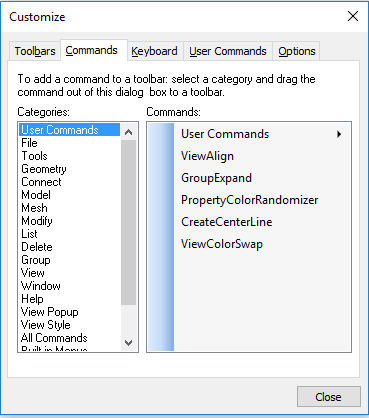 Customize
Toolbars Commands Keyboard User Commands Options
To add a command to a toolbar: select a category and drag the
command out of this dialog box to a toolbar.
Categories:
User Commands
File
Tools
Geometry
Connect
Model
Mesh
Modify
List
Delete
Group
View
Window
Help
View Popup
View Style
All Commands
Built-in Menus
Commands:
User Commands
ViewAlign
GroupExpand
PropertyColorRandomizer
CreateCenterLine
ViewColorSwap
Close